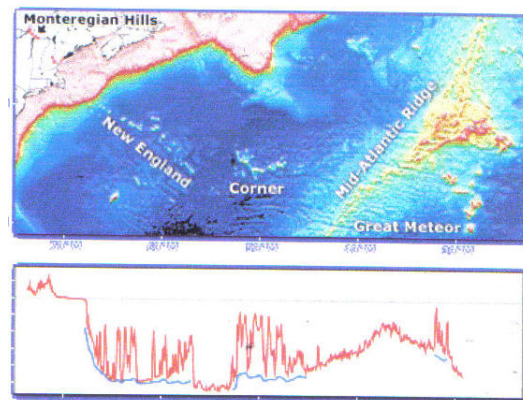 Monteregian Hills
New England
Corner
Mid-Atlantic Ridge
Great Meteor